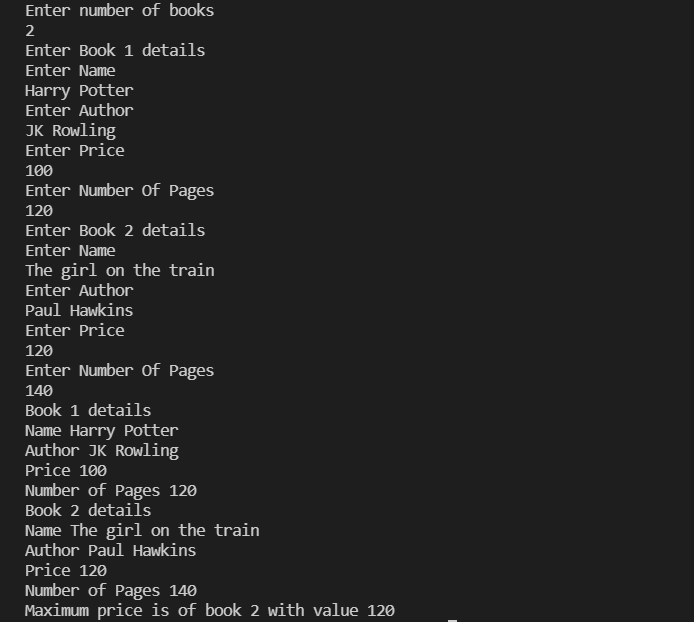 Enter number of books
2
Enter Book 1 details
Enter Name
Harry Potter
Enter Author
JK Rowling
Enter Price
100
Enter Number Of Pages
120
Enter Book 2 details
Enter Name
The girl on the train
Enter Author
Paul Hawkins
Enter Price
120
Enter Number Of Pages
140
Book 1 details
Name Harry Potter
Author JK Rowling
Price 100
Number of Pages 120
Book 2 details
Name The girl on the train
Author Paul Hawkins
Price 120
Number of Pages 140
Maximum price is of book 2 with value 120